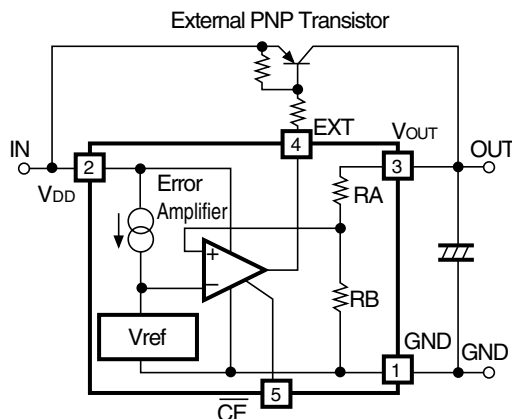 External PNP Transistor
EXT
4
VOUT
IN
2
3
OUT
VDD
Error
Amplifier
RA
+
−
RB
Vref
GND
GND
1
5
CE